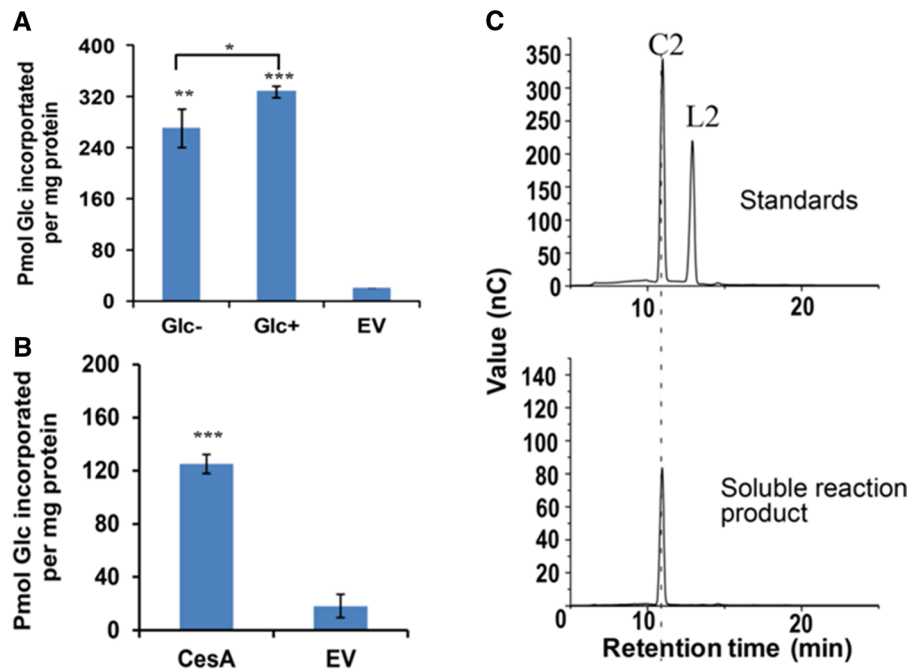 A
Pmol Glc incorportated
per mg protein
400
320
240
160
80
0
*
**
***
Glc-
Glc+
EV
B
Pmol Glc incorporated
per mg protein
200
160
120
80
40
0
***
CesA
EV
C
Value (nC)
350
300
250
200
150
100
50
0
C2
L2
Standards
10
20
140
120
100
80
60
40
20
Soluble reaction
product
0
10
20
Retention time (min)